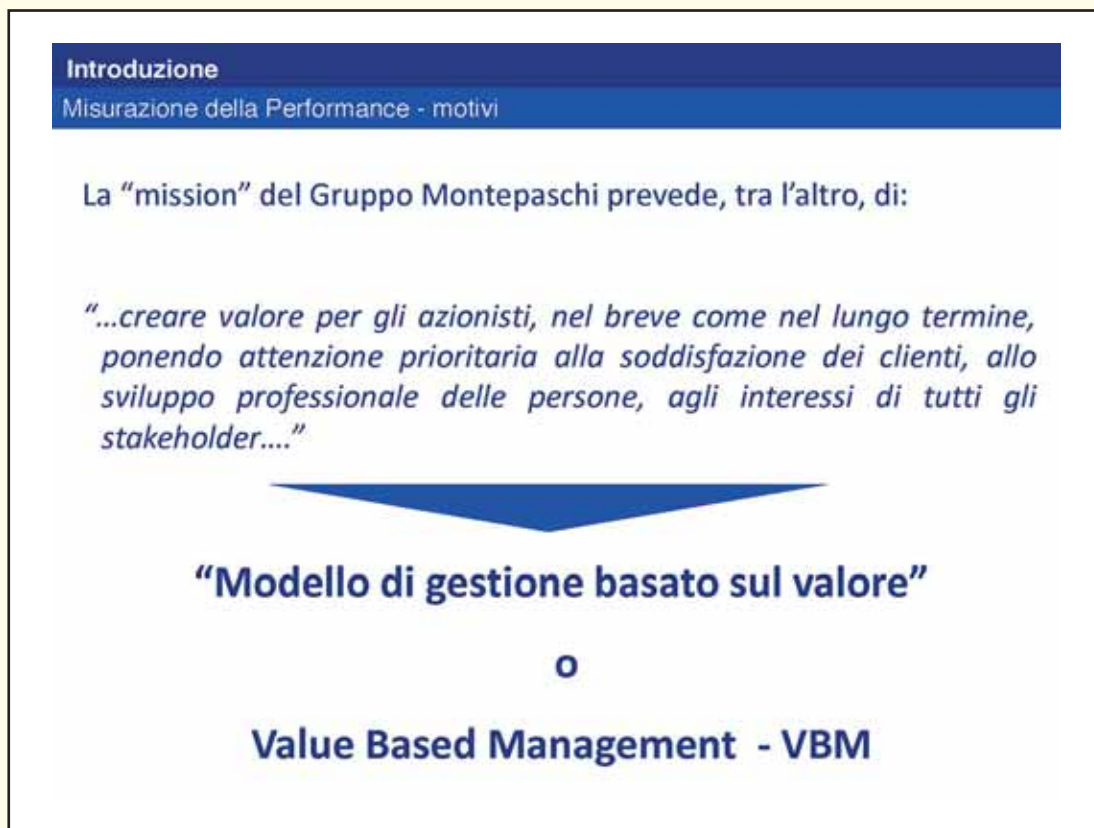 Introduzione
Misurazione della Performance - motivi
La “mission” del Gruppo Montepaschi prevede, tra l’altro, di:
“…creare valore per gli azionisti, nel breve come nel lungo termine,
ponendo attenzione prioritaria alla soddisfazione dei clienti, allo
sviluppo professionale delle persone, agli interessi di tutti gli
stakeholder….”
“Modello di gestione basato sul valore”
o
Value Based Management - VBM